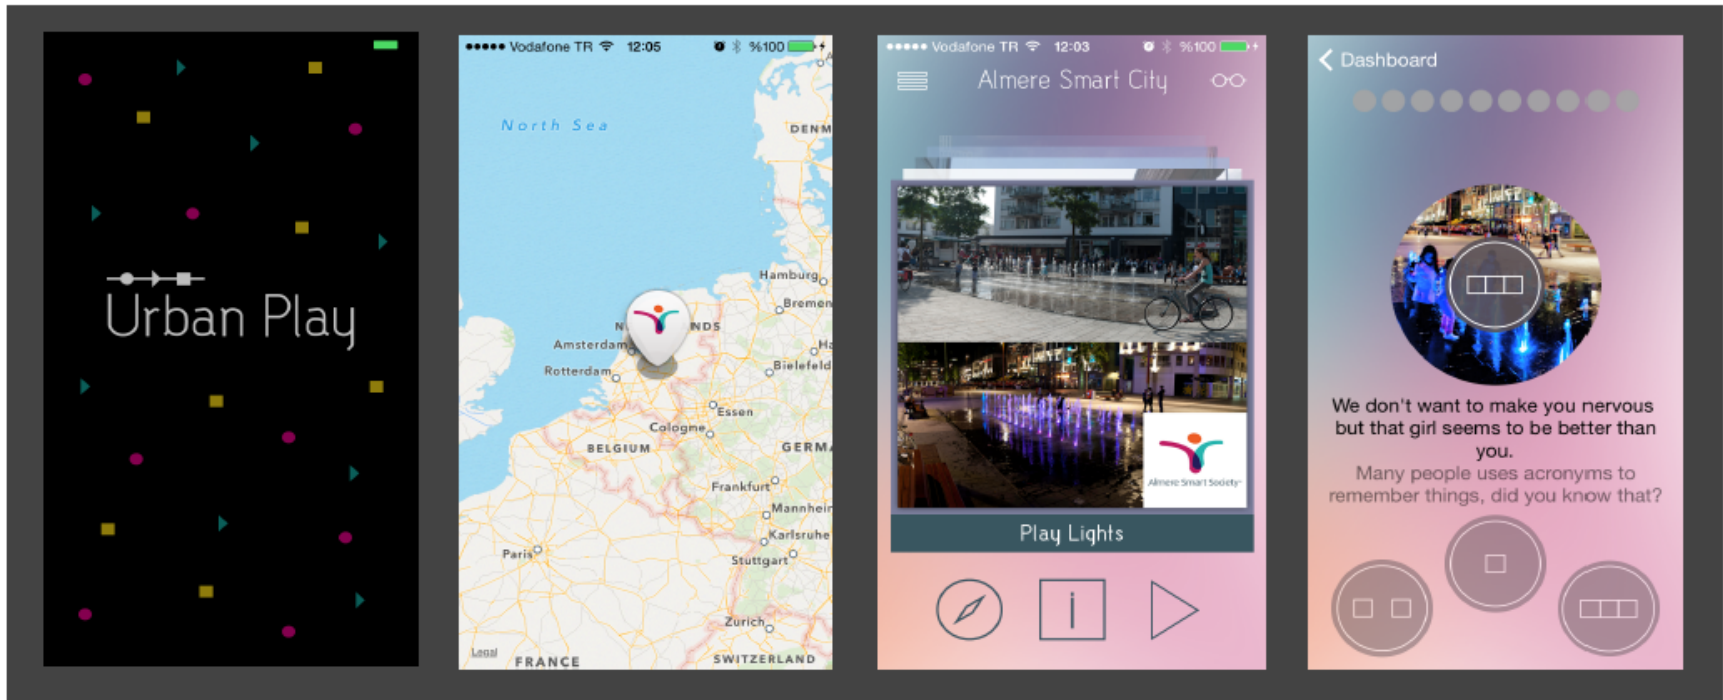 Urban Play
Vodafone TR 12:05 %100
North Sea
DENM
Hamburg
Bremen
NDS
Amsterdam
Rotterdam
Bielefeld
Essen
Cologne
BELGIUM
GERMA
Frankfurt
Mannheim
Karlsruhe
Paris
Stuttgart
Zurich
Legal
FRANCE
SWITZERLAND
Vodafone TR 12:03 %100
Almere Smart City
Almere Smart Society
Play Lights
i
Dashboard
We don't want to make you nervous
but that girl seems to be better than
you.
Many people uses acronyms to
remember things, did you know that?